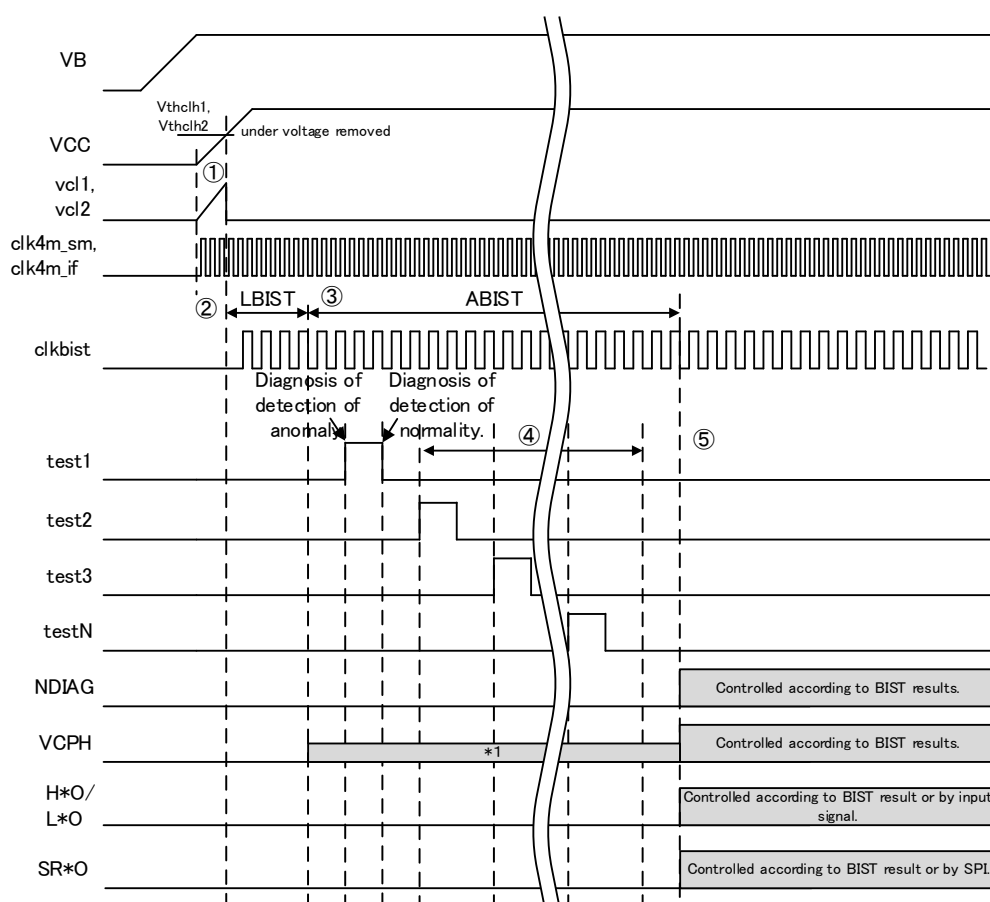 VB
Vthclh1,
Vthclh2
under voltage removed
VCC
①
vcl1,
vcl2
clk4m_sm,
clk4m_if
②
LBIST
③
ABIST
clkbist
Diagnosis of
detection of
anomaly.
Diagnosis of
detection of
normality.
④
⑤
test1
test2
test3
testN
NDIAG
Controlled according to BIST results.
VCPH
*1
Controlled according to BIST results.
H*O/
L*O
Controlled according to BIST result or by input
signal.
SR*O
Controlled according to BIST result or by SPI.